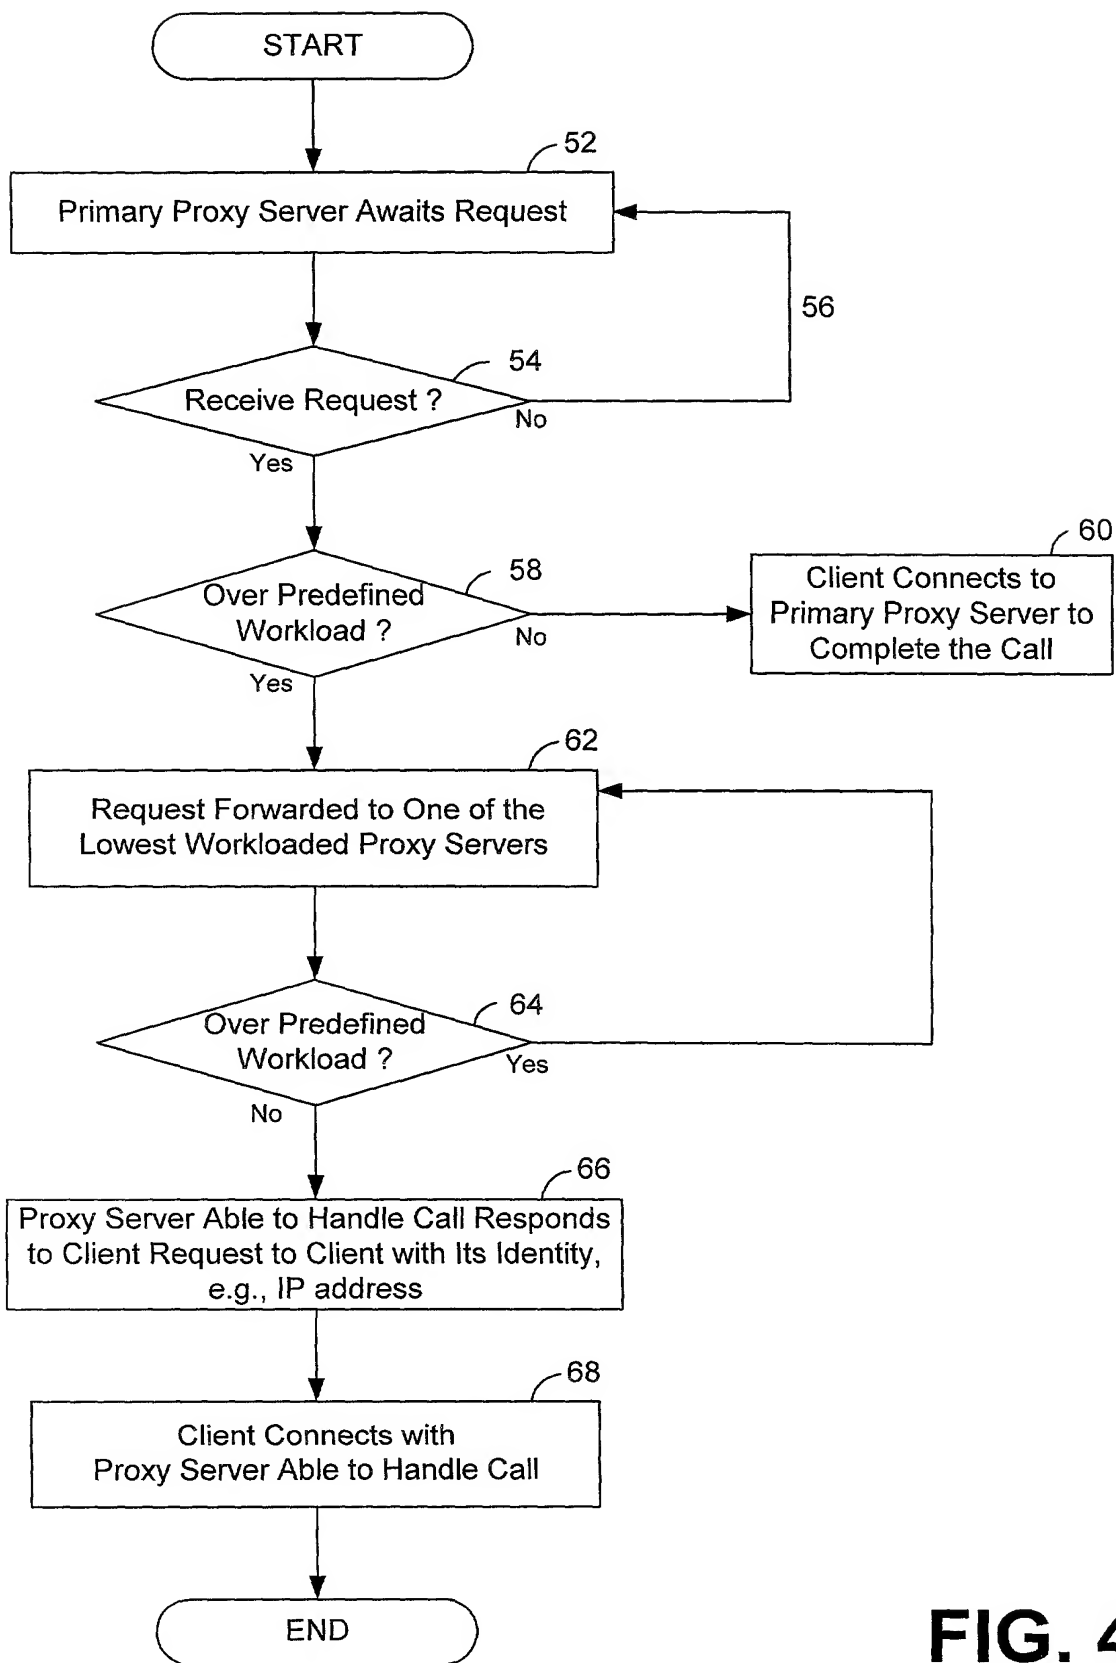 START
52
Primary Proxy Server Awaits Request
56
54
Receive Request ?
No
Yes
58
Over Predefined
Workload ?
No
Yes
60
Client Connects to
Primary Proxy Server to
Complete the Call
62
Request Forwarded to One of the
Lowest Workloaded Proxy Servers
64
Over Predefined
Workload ?
Yes
No
66
Proxy Server Able to Handle Call Responds
to Client Request to Client with Its Identity,
e.g., IP address
68
Client Connects with
Proxy Server Able to Handle Call
END
FIG. 4